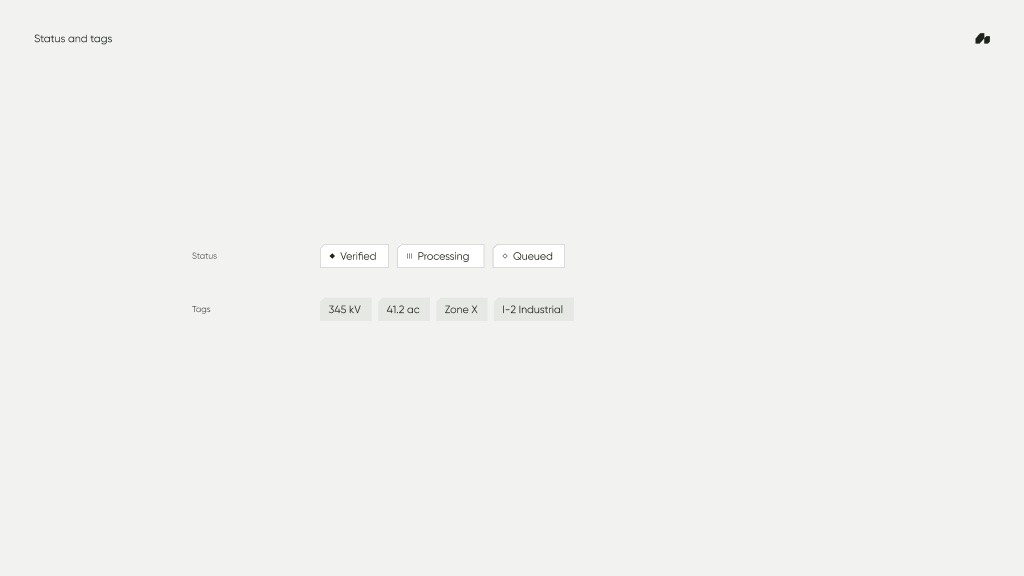 Status and tags
Status
Verified
Processing
Queued
Tags
345 kV
41.2 ac
Zone X
I-2 Industrial